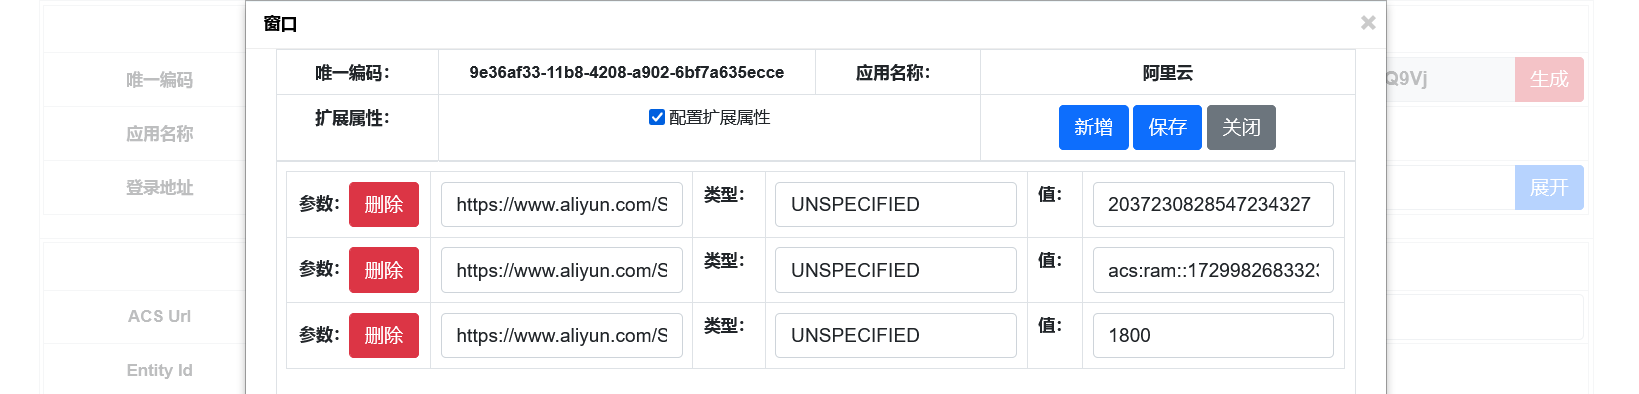 窗口 ×
唯一编码： 9e36af33-11b8-4208-a902-6bf7a635ecce 应用名称： 阿里云
扩展属性： 配置扩展属性 新增 保存 关闭
参数： 删除 https://www.aliyun.com/S 类型： UNSPECIFIED 值： 2037230828547234327
参数： 删除 https://www.aliyun.com/S 类型： UNSPECIFIED 值： acs:ram::172998268332
参数： 删除 https://www.aliyun.com/S 类型： UNSPECIFIED 值： 1800
唯一编码 Q9Vj 生成
应用名称
登录地址 展开
ACS Url
Entity Id